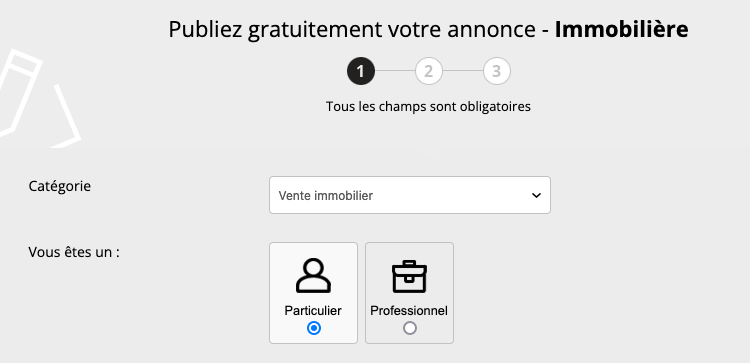 Publiez gratuitement votre annonce - Immobilière
1 2 3
Tous les champs sont obligatoires
Catégorie
Vente immobilier
Vous êtes un :
Particulier
Professionnel